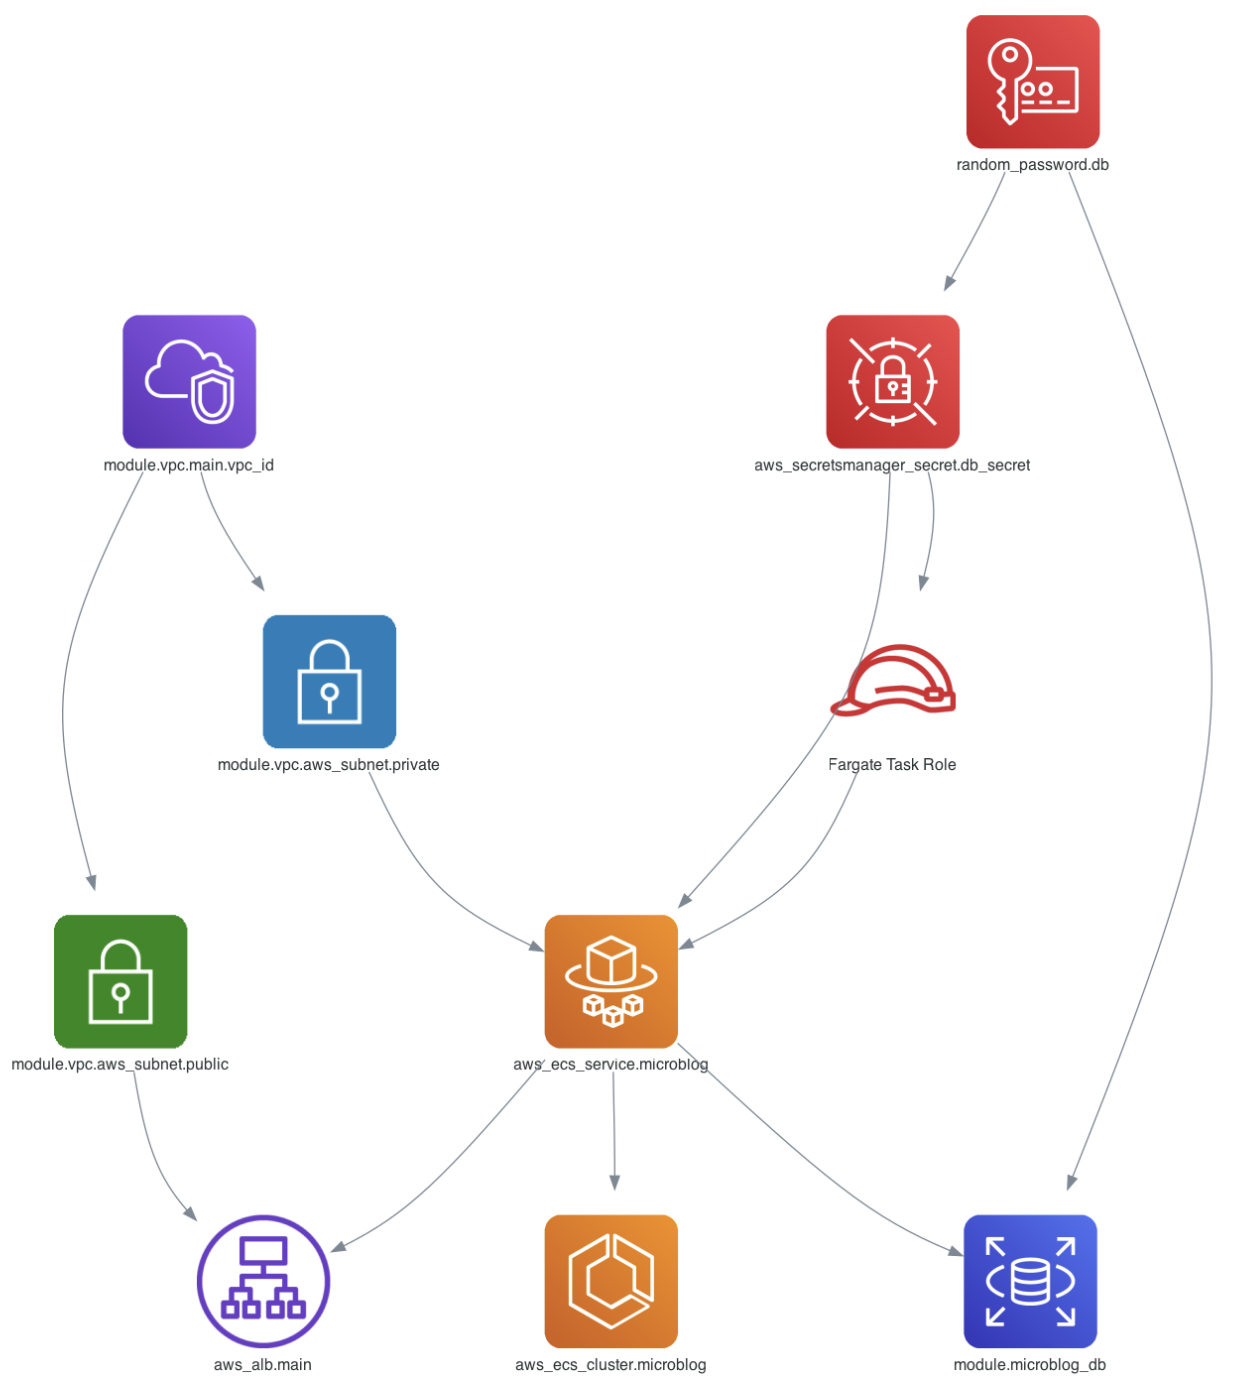 random_password.db
module.vpc.main.vpc_id
aws_secretsmanager_secret.db_secret
module.vpc.aws_subnet.private
Fargate Task Role
module.vpc.aws_subnet.public
aws_ecs_service.microblog
aws_alb.main
aws_ecs_cluster.microblog
module.microblog_db